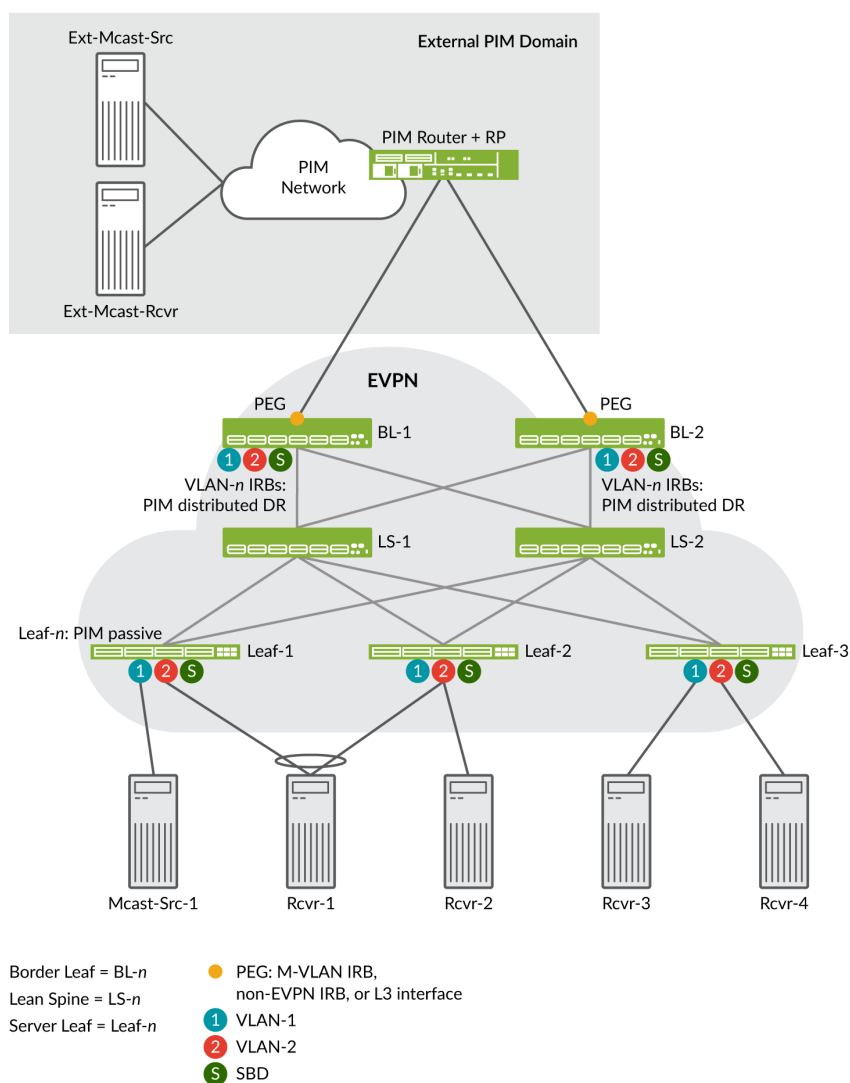 Ext-Mcast-Src
External PIM Domain
PIM Router + RP
PIM
Network
Ext-Mcast-Rcvr
EVPN
PEG
PEG
BL-1
BL-2
1 2 S
1 2 S
VLAN-n IRBs:
PIM distributed DR
VLAN-n IRBs:
PIM distributed DR
LS-1
LS-2
Leaf-n: PIM passive
Leaf-1
Leaf-2
Leaf-3
1 2 S
1 2 S
1 2 S
Mcast-Src-1
Rcvr-1
Rcvr-2
Rcvr-3
Rcvr-4
Border Leaf = BL-n
Lean Spine = LS-n
Server Leaf = Leaf-n
PEG: M-VLAN IRB,
non-EVPN IRB, or L3 interface
1 VLAN-1
2 VLAN-2
S SBD